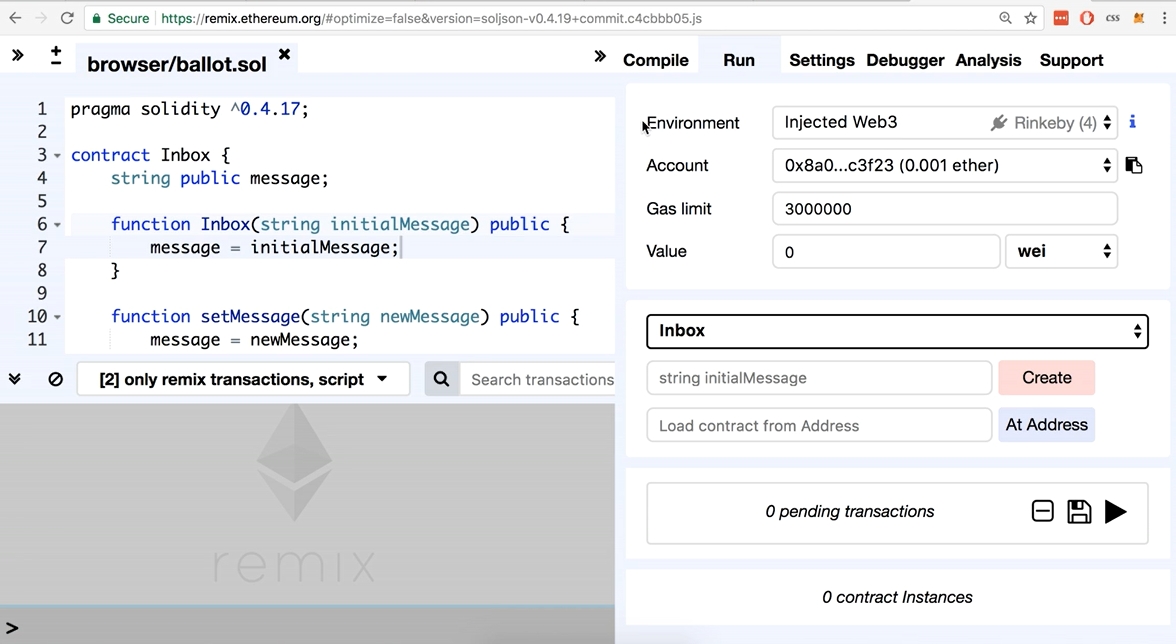 Secure https://remix.ethereum.org/#optimize=false&version=soljson-v0.4.19+commit.c4cbbb05.js
css
browser/ballot.sol
Compile Run Settings Debugger Analysis Support
1 pragma solidity ^0.4.17;
2
3 contract Inbox {
4 string public message;
5
6 function Inbox(string initialMessage) public {
7 message = initialMessage;
8 }
9
10 function setMessage(string newMessage) public {
11 message = newMessage;
[2] only remix transactions, script
Search transactions
remix
>
Environment Injected Web3 Rinkeby (4) i
Account 0x8a0...c3f23 (0.001 ether)
Gas limit 3000000
Value 0 wei
Inbox
string initialMessage Create
Load contract from Address At Address
0 pending transactions
0 contract Instances